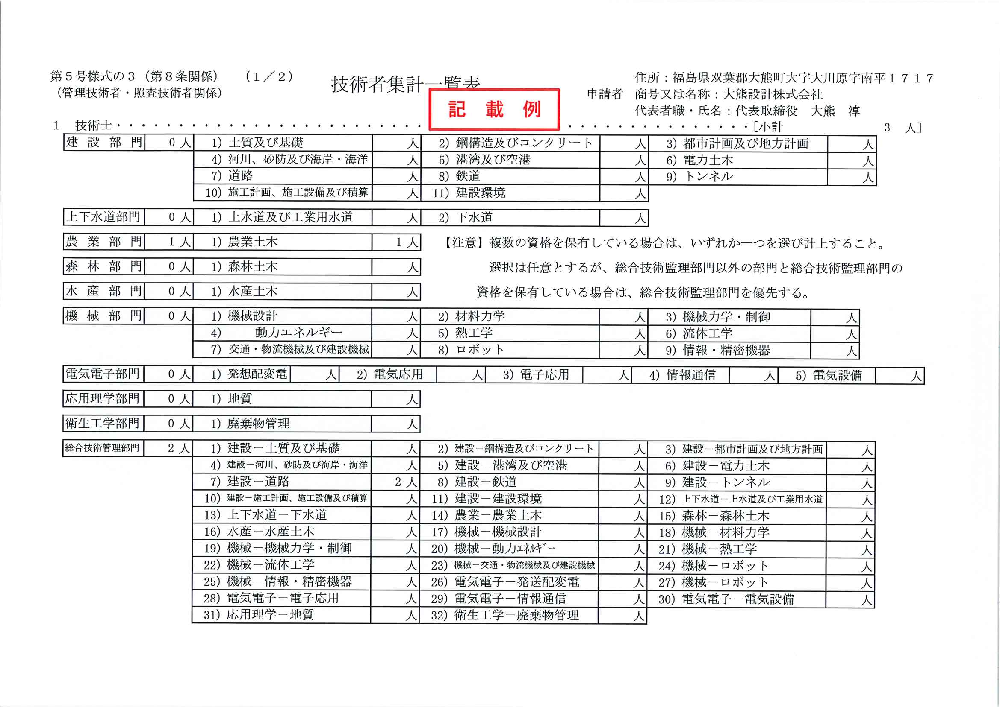 第５号様式の３（第８条関係）　（１／２）
（管理技術者・照査技術者関係）
技術者集計一覧表
記　載　例
住所：福島県双葉郡大熊町大字大川原字南平１７１７
申請者　商号又は名称：大熊設計株式会社
代表者職・氏名：代表取締役　大熊　淳
1　技術士・・・・・・・・・・・・・・・・・・・・・・・・・　・・・・・・・・・・・・・・・[小計　3　人]
建設部門　0 人　1) 土質及び基礎　人　2) 鋼構造及びコンクリート　人　3) 都市計画及び地方計画　人
4) 河川、砂防及び海岸・海洋　人　5) 港湾及び空港　人　6) 電力土木　人
7) 道路　人　8) 鉄道　人　9) トンネル　人
10) 施工計画、施工設備及び積算　人　11) 建設環境　人
上下水道部門　0 人　1) 上水道及び工業用水道　人　2) 下水道　人
農業部門　1 人　1) 農業土木　1 人
【注意】複数の資格を保有している場合は、いずれか一つを選び計上すること。
森林部門　0 人　1) 森林土木　人
選択は任意とするが、総合技術監理部門以外の部門と総合技術監理部門の
水産部門　0 人　1) 水産土木　人
資格を保有している場合は、総合技術監理部門を優先する。
機械部門　0 人　1) 機械設計　人　2) 材料力学　人　3) 機械力学・制御　人
4) 動力エネルギー　人　5) 熱工学　人　6) 流体工学　人
7) 交通・物流機械及び建設機械　人　8) ロボット　人　9) 情報・精密機器　人
電気電子部門　0 人　1) 発想配変電　人　2) 電気応用　人　3) 電子応用　人　4) 情報通信　人　5) 電気設備　人
応用理学部門　0 人　1) 地質　人
衛生工学部門　0 人　1) 廃棄物管理　人
総合技術管理部門　2 人　1) 建設－土質及び基礎　人　2) 建設－鋼構造及びコンクリート　人　3) 建設－都市計画及び地方計画　人
4) 建設－河川、砂防及び海岸・海洋　人　5) 建設－港湾及び空港　人　6) 建設－電力土木　人
7) 建設－道路　2 人　8) 建設－鉄道　人　9) 建設－トンネル　人
10) 建設－施工計画、施工設備及び積算　人　11) 建設－建設環境　人　12) 上下水道－上水道及び工業用水道　人
13) 上下水道－下水道　人　14) 農業－農業土木　人　15) 森林－森林土木　人
16) 水産－水産土木　人　17) 機械－機械設計　人　18) 機械－材料力学　人
19) 機械－機械力学・制御　人　20) 機械－動力ｴﾈﾙｷﾞｰ　人　21) 機械－熱工学　人
22) 機械－流体工学　人　23) 機械－交通・物流機械及び建設機械　人　24) 機械－ロボット　人
25) 機械－情報・精密機器　人　26) 電気電子－発送配変電　人　27) 機械－ロボット　人
28) 電気電子－電子応用　人　29) 電気電子－情報通信　人　30) 電気電子－電気設備　人
31) 応用理学－地質　人　32) 衛生工学－廃棄物管理　人